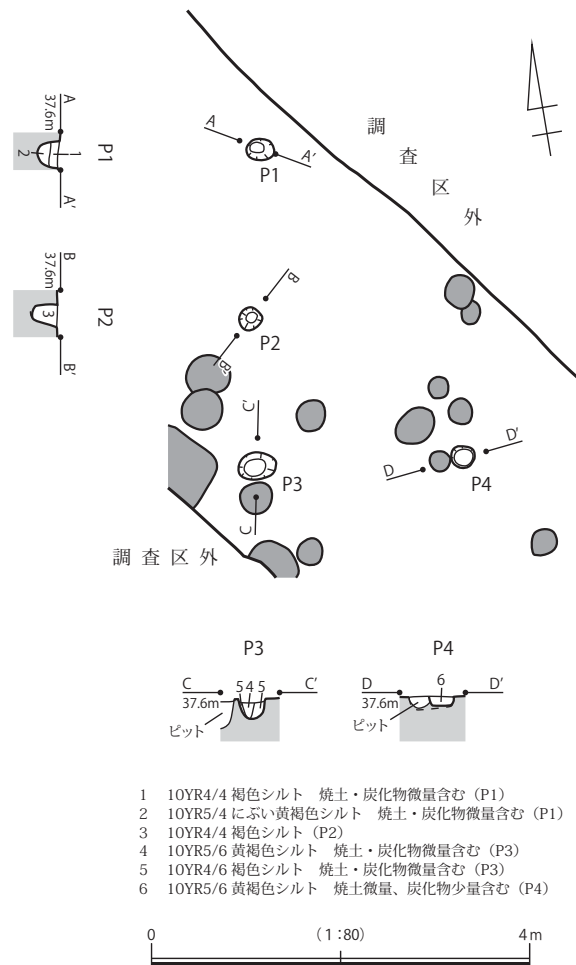 A
37.6m
1
2
A'
P1
B
37.6m
3
B'
P2
A
A'
P1
調査区外
B
P2
B'
C'
P3
C
D
D'
P4
調査区外
P3
C
37.6m
5 4 5
C'
ピット
P4
D
37.6m
6
D'
ピット
1 10YR4/4 褐色シルト 焼土・炭化物微量含む（P1）
2 10YR5/4 にぶい黄褐色シルト 焼土・炭化物微量含む（P1）
3 10YR4/4 褐色シルト（P2）
4 10YR5/6 黄褐色シルト 焼土・炭化物微量含む（P3）
5 10YR4/6 褐色シルト 焼土・炭化物微量含む（P3）
6 10YR5/6 黄褐色シルト 焼土微量、炭化物少量含む（P4）
0 （1:80） 4m